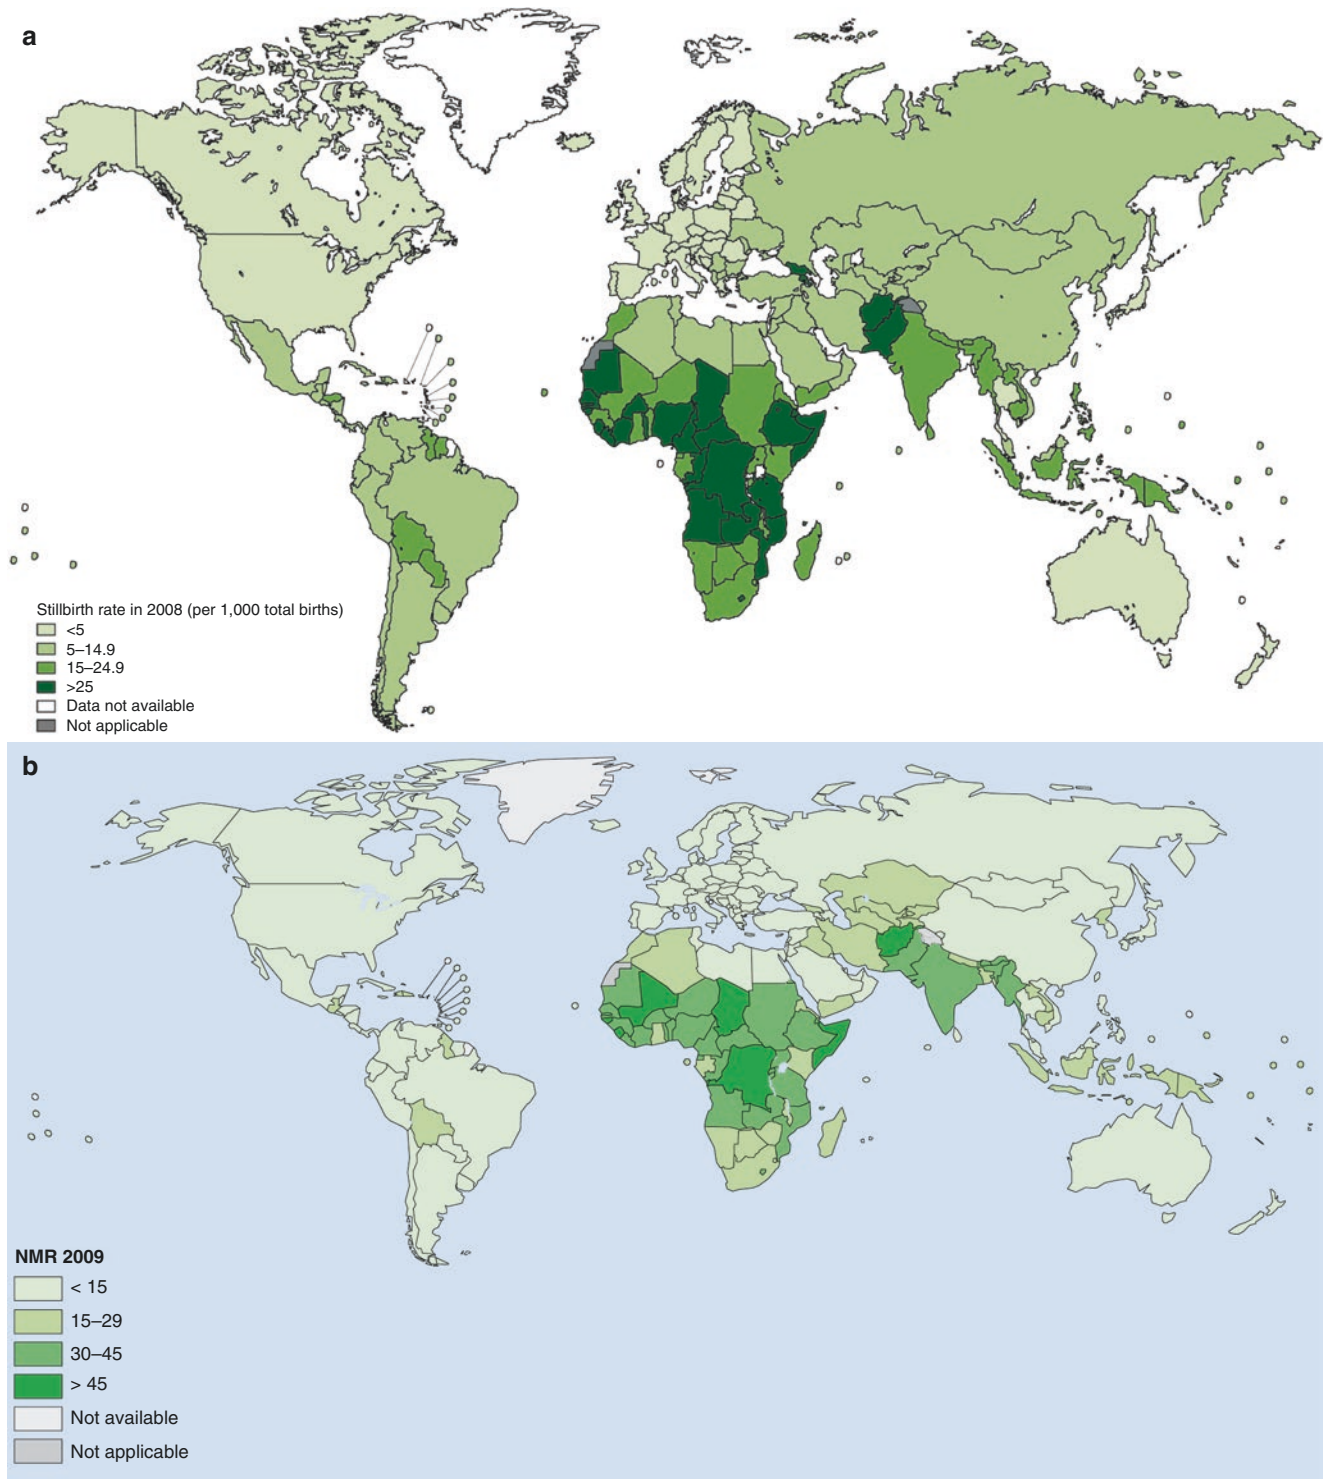 a
Stillbirth rate in 2008 (per 1,000 total births)
<5
5–14.9
15–24.9
>25
Data not available
Not applicable
b
NMR 2009
< 15
15–29
30–45
> 45
Not available
Not applicable